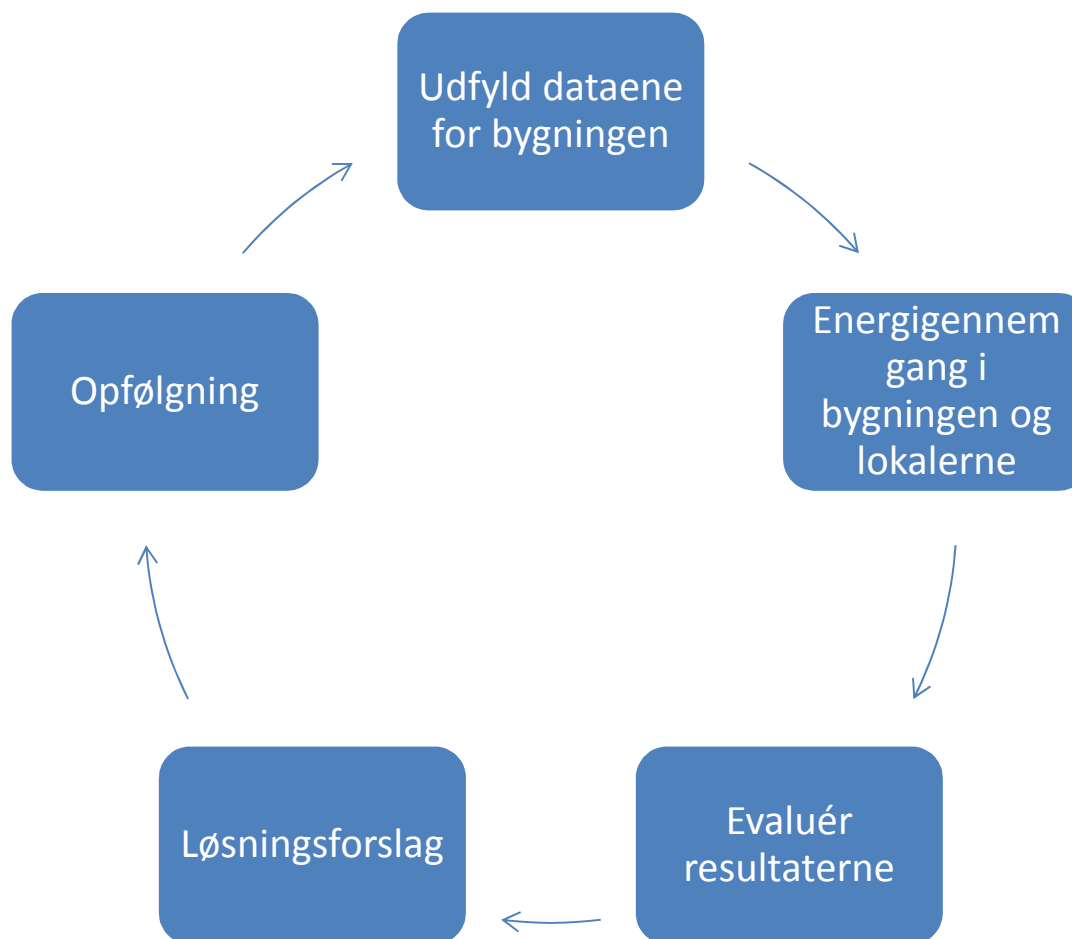 Udfyld dataene
for bygningen
Energigennem
gang i
bygningen og
lokalerne
Evaluér
resultaterne
Løsningsforslag
Opfølgning